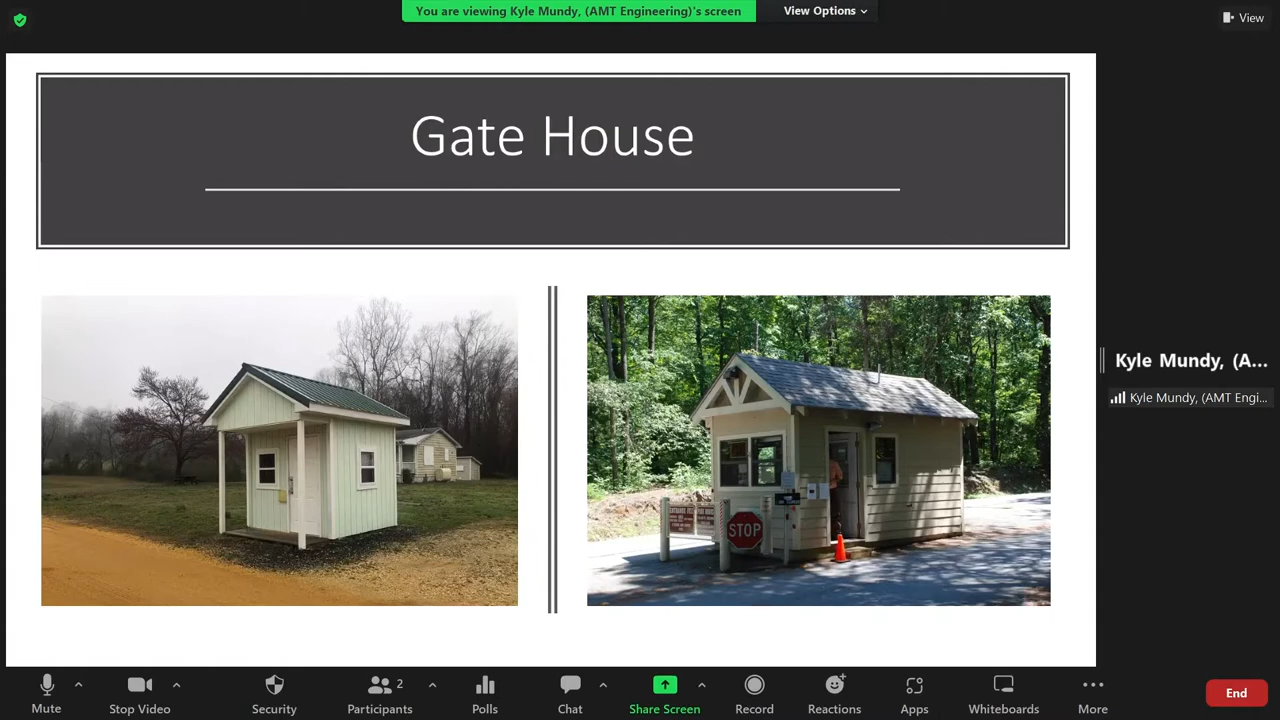 You are viewing Kyle Mundy, (AMT Engineering)'s screen
View Options
View
Gate House
STOP
Kyle Mundy, (A...
Kyle Mundy, (AMT Engi...
Mute
Stop Video
Security
2
Participants
Polls
Chat
Share Screen
Record
Reactions
Apps
Whiteboards
More
End